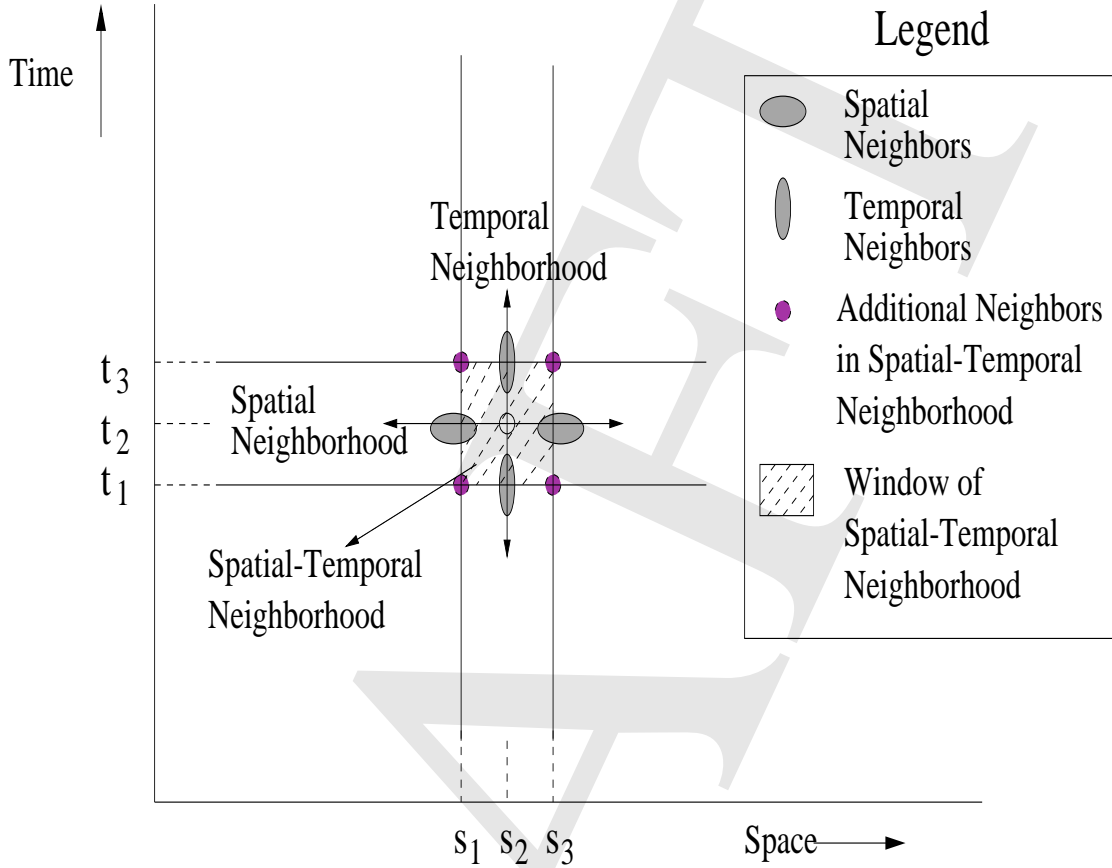 Legend
Time
Spatial
Neighbors
Temporal
Neighbors
Additional Neighbors
in Spatial-Temporal
Neighborhood
Window of
Spatial-Temporal
Neighborhood
Temporal
Neighborhood
t3
Spatial
Neighborhood
t2
t1
Spatial-Temporal
Neighborhood
s1 s2 s3
Space